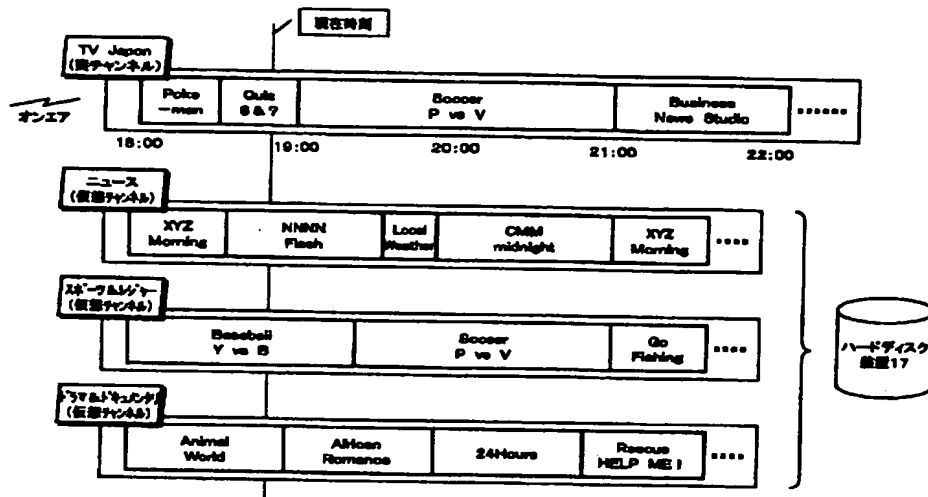 現在時刻
TV Japan
(実チャンネル)
オンエア
Poke
-mon
Quiz
$&?
Soccer
P vs V
Business
News Studio
18:00
19:00
20:00
21:00
22:00
ニュース
(仮想チャンネル)
XYZ
Morning
NNNN
Flash
Local
Weather
CMM
midnight
XYZ
Morning
スポーツ&レジャー
(仮想チャンネル)
Baseball
Y vs B
Soccer
P vs V
Go
Fishing
ドラマ&ドキュメンタリ
(仮想チャンネル)
Animal
World
African
Romance
24Hours
Rescue
HELP ME!
ハードディスク
装置17